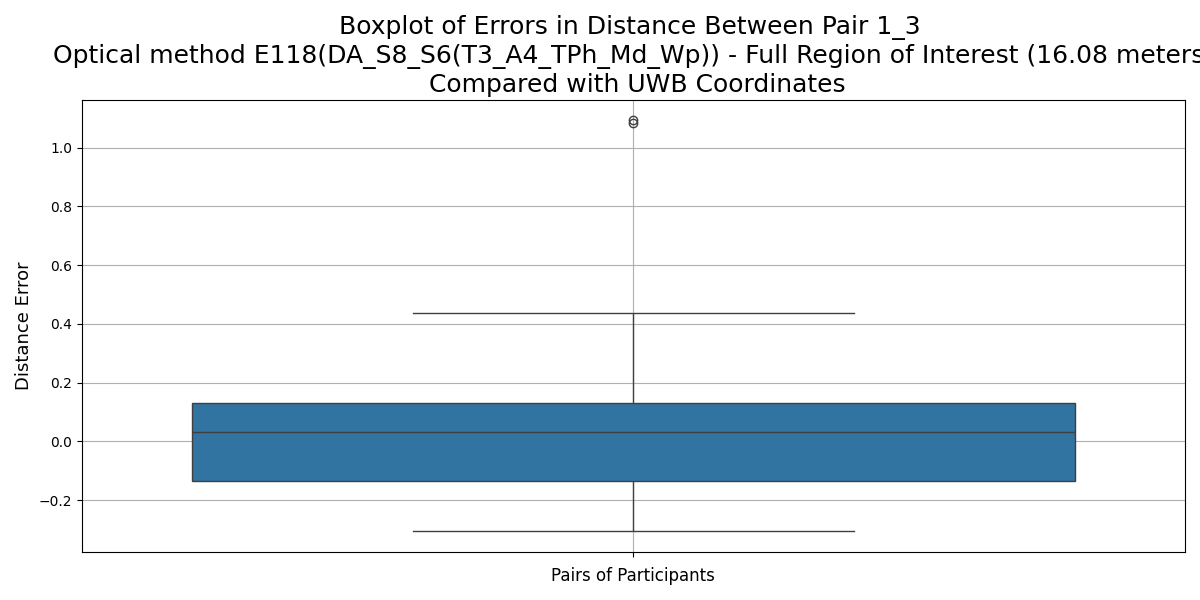 Boxplot of Errors in Distance Between Pair 1_3
Optical method E118(DA_S8_S6(T3_A4_TPh_Md_Wp)) - Full Region of Interest (16.08 meters
Compared with UWB Coordinates
1.0
0.8
0.6
0.4
0.2
0.0
−0.2
Distance Error
Pairs of Participants